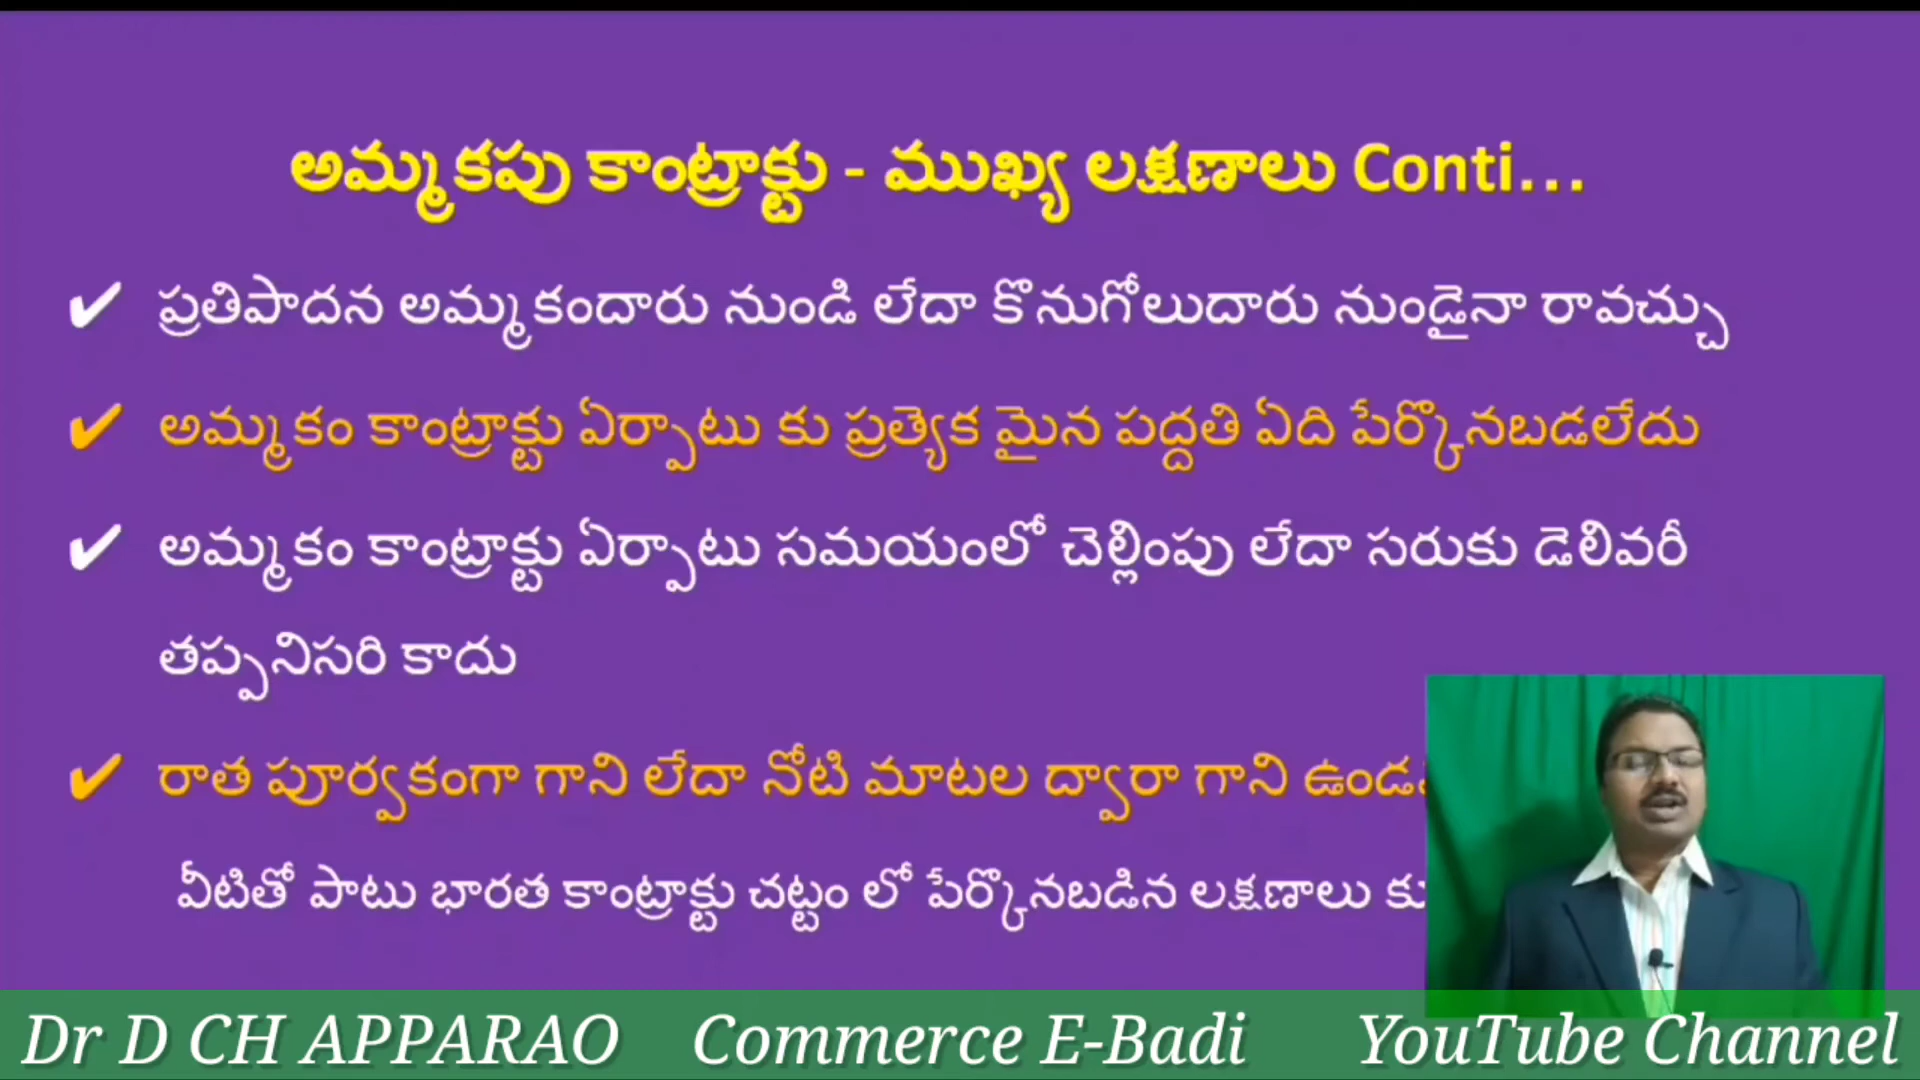 అమ్మకపు కాంట్రాక్టు - ముఖ్య లక్షణాలు Conti...
✔ ప్రతిపాదన అమ్మకందారు నుండి లేదా కొనుగోలుదారు నుండైనా రావచ్చు
✔ అమ్మకం కాంట్రాక్టు ఏర్పాటు కు ప్రత్యెక మైన పద్దతి ఏది పేర్కొనబడలేదు
✔ అమ్మకం కాంట్రాక్టు ఏర్పాటు సమయంలో చెల్లింపు లేదా సరుకు డెలివరీ
తప్పనిసరి కాదు
✔ రాత పూర్వకంగా గాని లేదా నోటి మాటల ద్వారా గాని
వీటితో పాటు భారత కాంట్రాక్టు చట్టం లో పేర్కొనబడిన లక్షణాలు
Dr D CH APPARAO Commerce E-Badi YouTube Channel